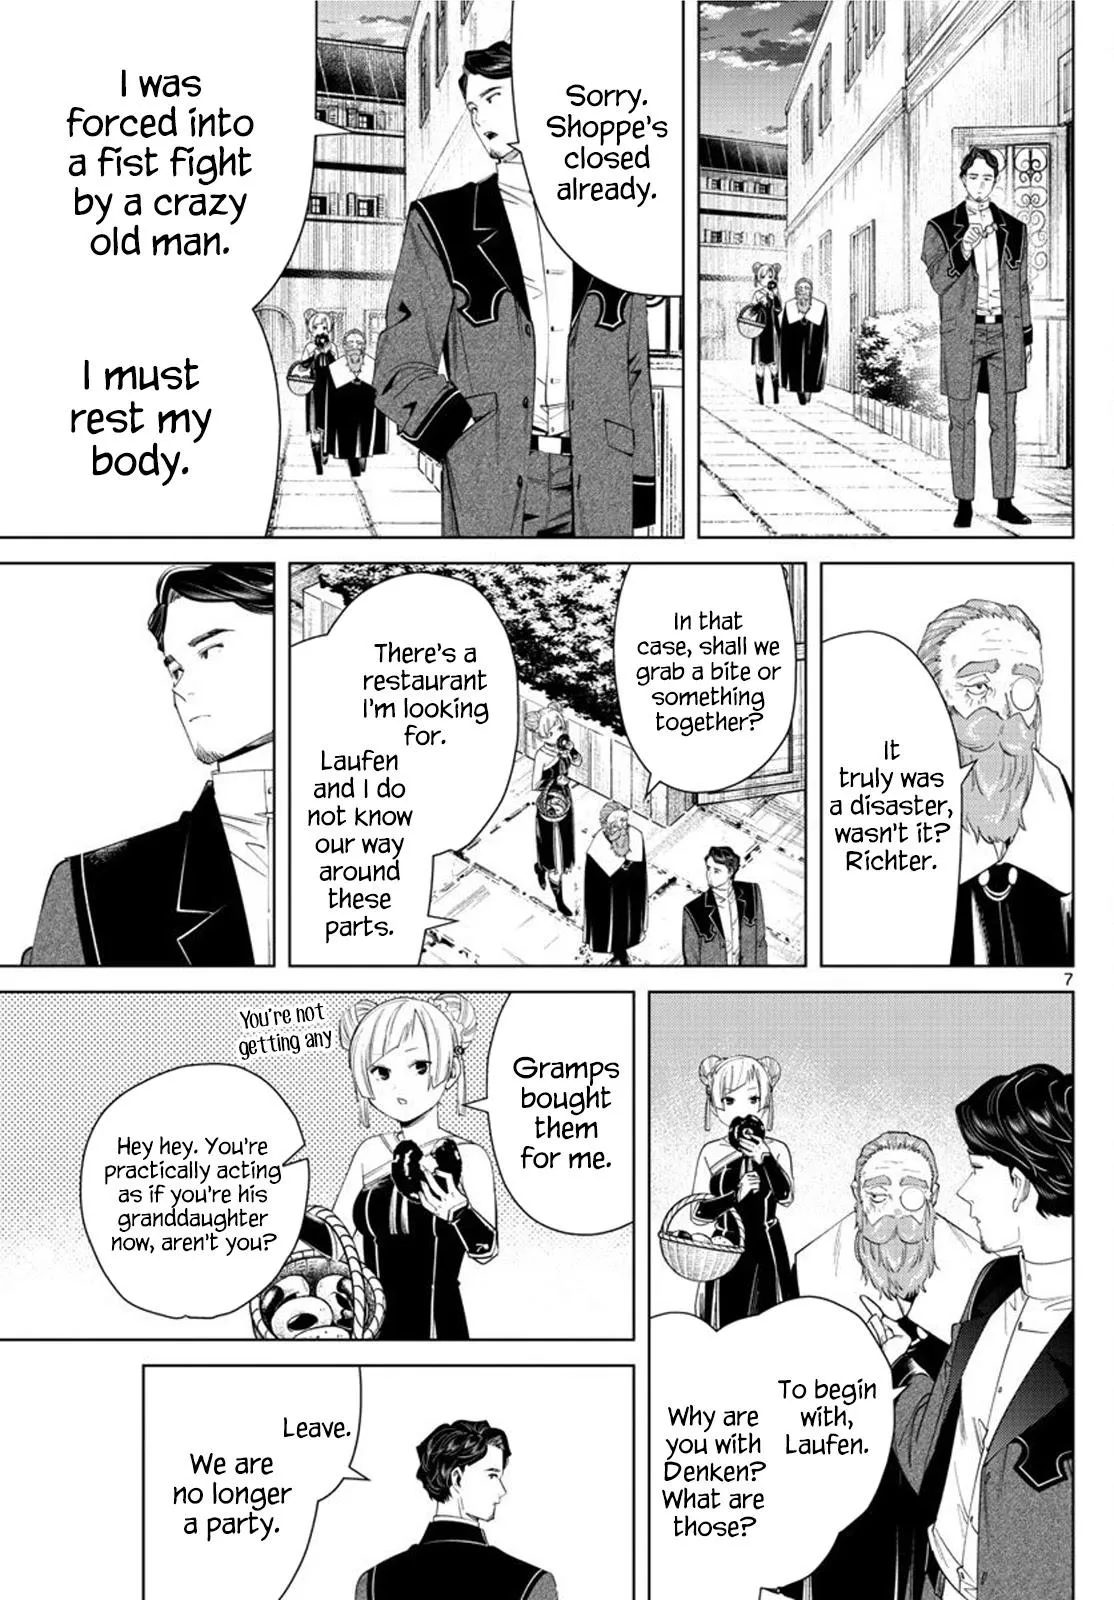 Sorry.
Shoppe's
closed
already.
I was
forced into
a fist fight
by a crazy
old man.
I must
rest my
body.
It
truly was
a disaster,
wasn't it?
Richter.
In that
case, shall we
grab a bite or
something
together?
There's a
restaurant
I'm looking
for.
Laufen
and I do
not know
our way
around
these
parts.
7
To begin
with,
Laufen.
Why are
you with
Denken?
What are
those?
Gramps
bought
them
for me.
You're not
getting any
Hey hey. You're
practically acting
as if you're his
granddaughter
now, aren't you?
Leave.
We are
no longer
a party.